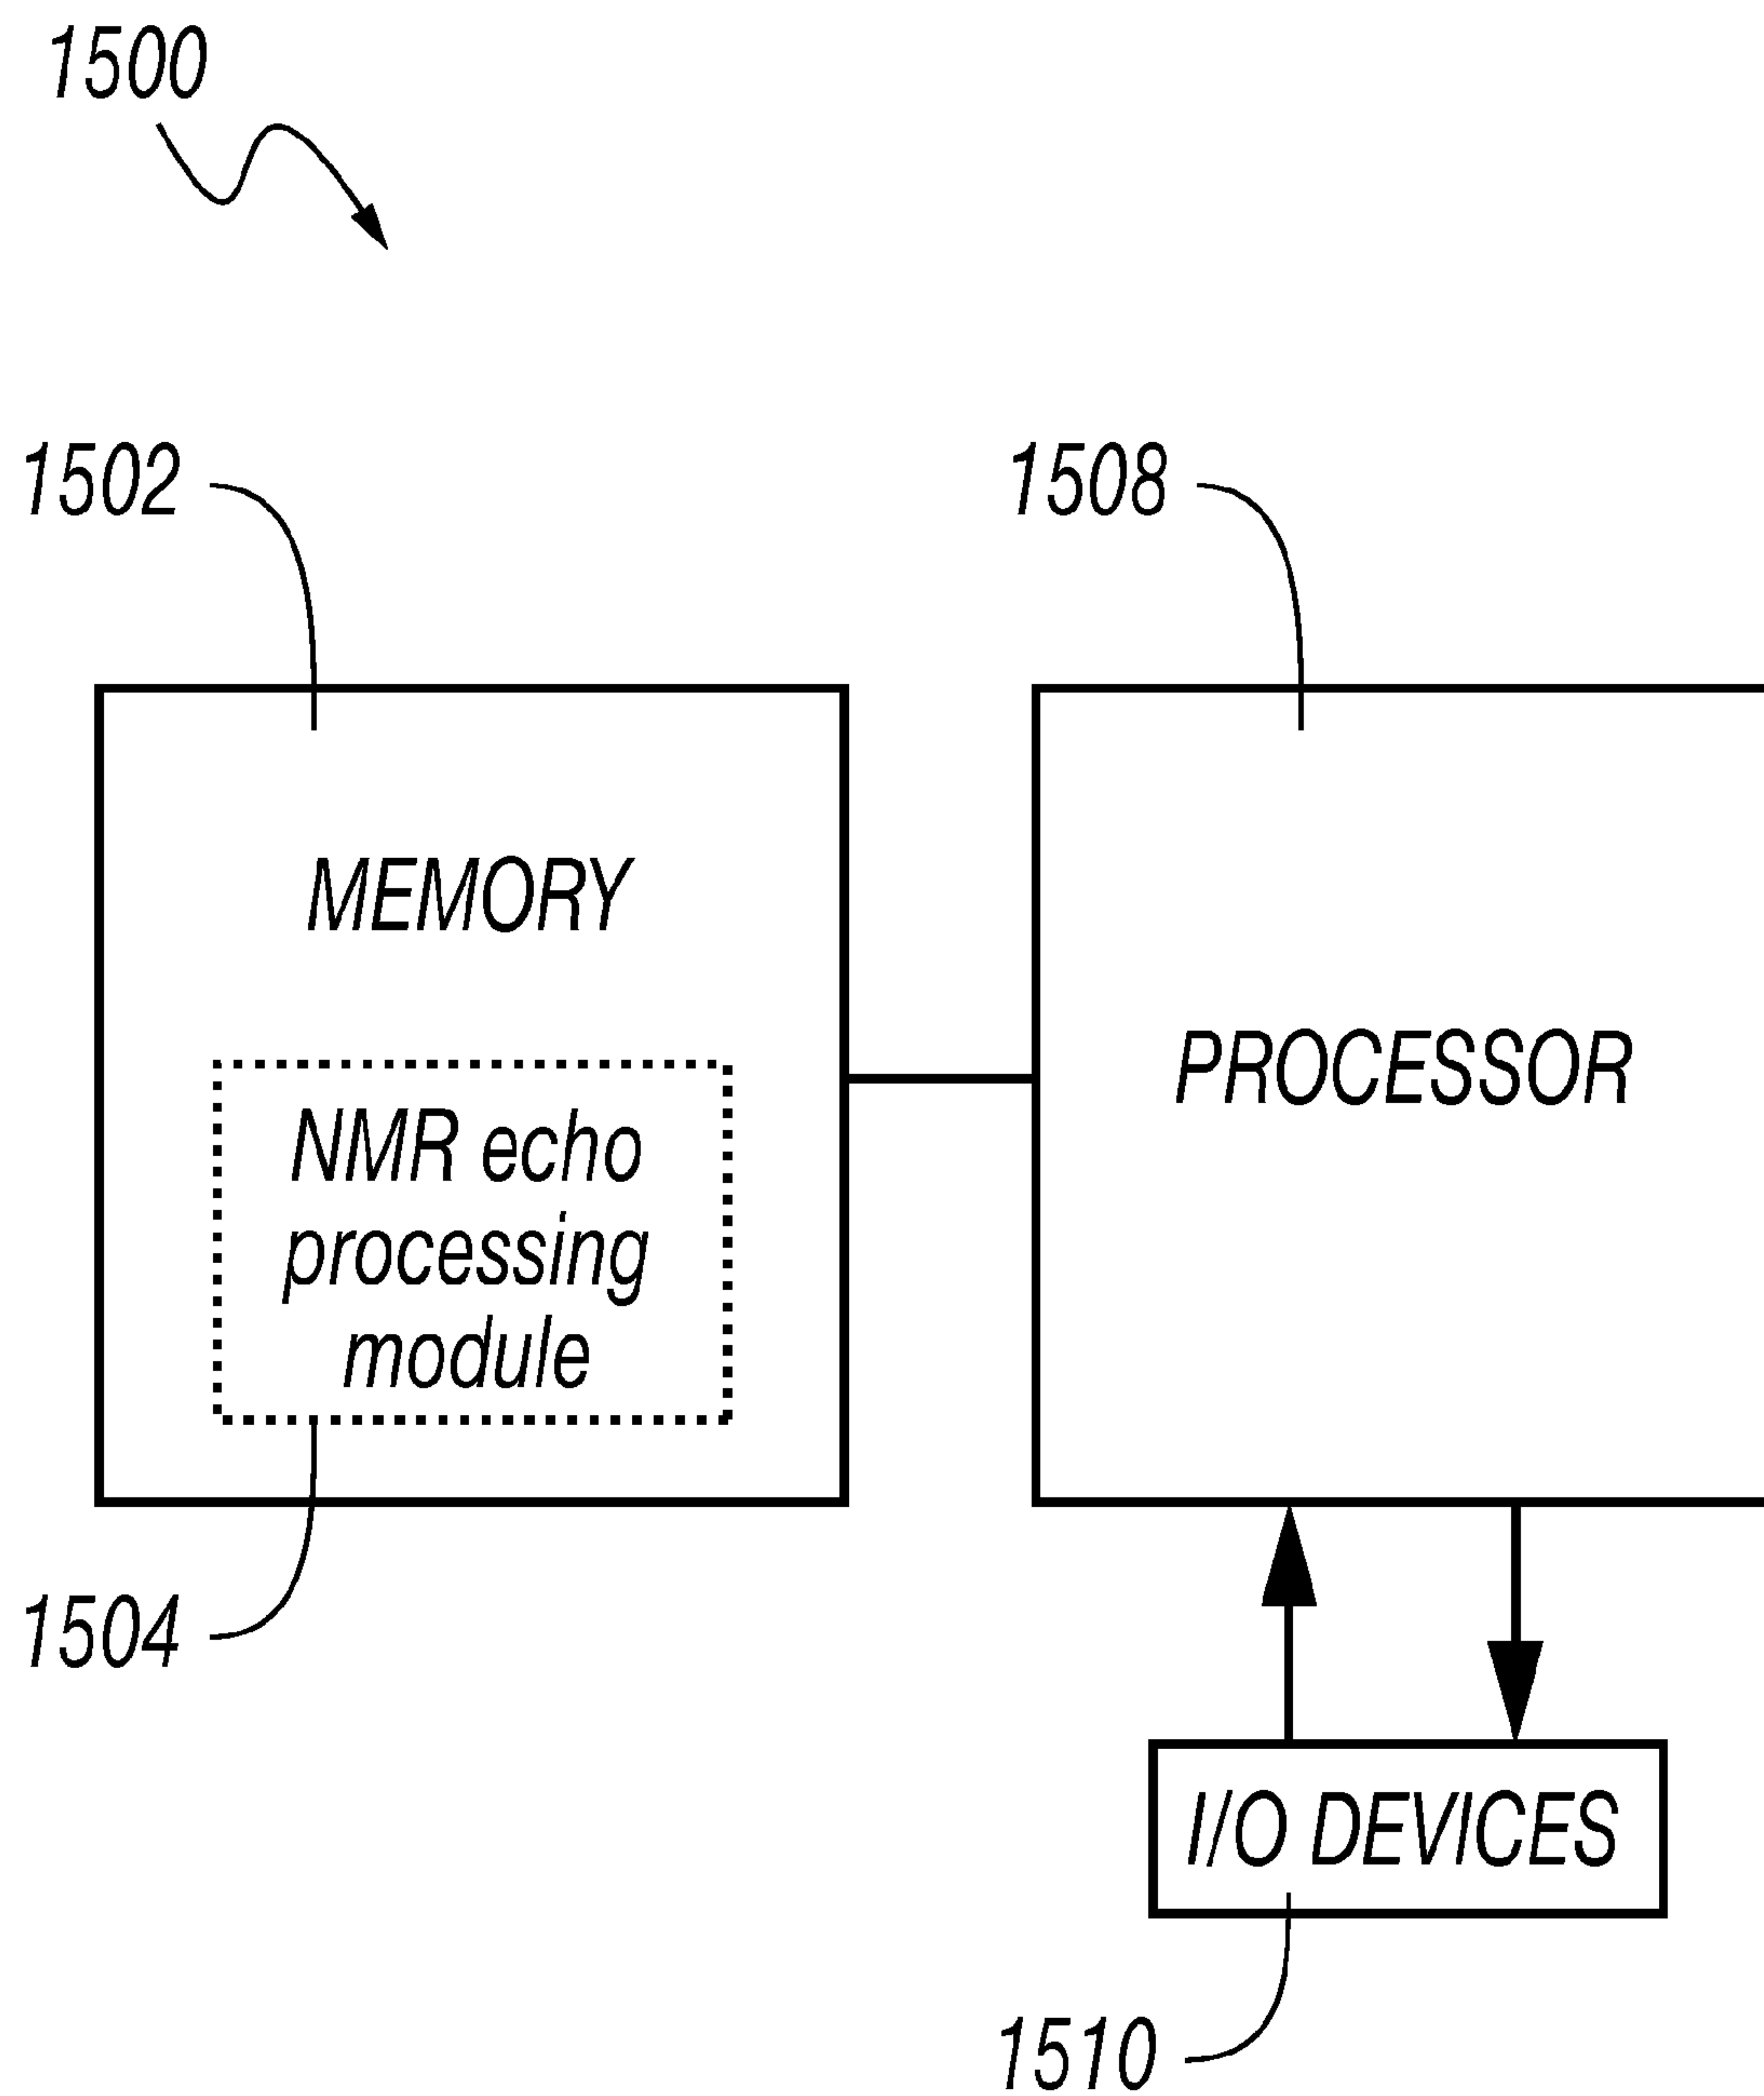 1500
1502
1508
MEMORY
PROCESSOR
NMR echo
processing
module
1504
I/O DEVICES
1510